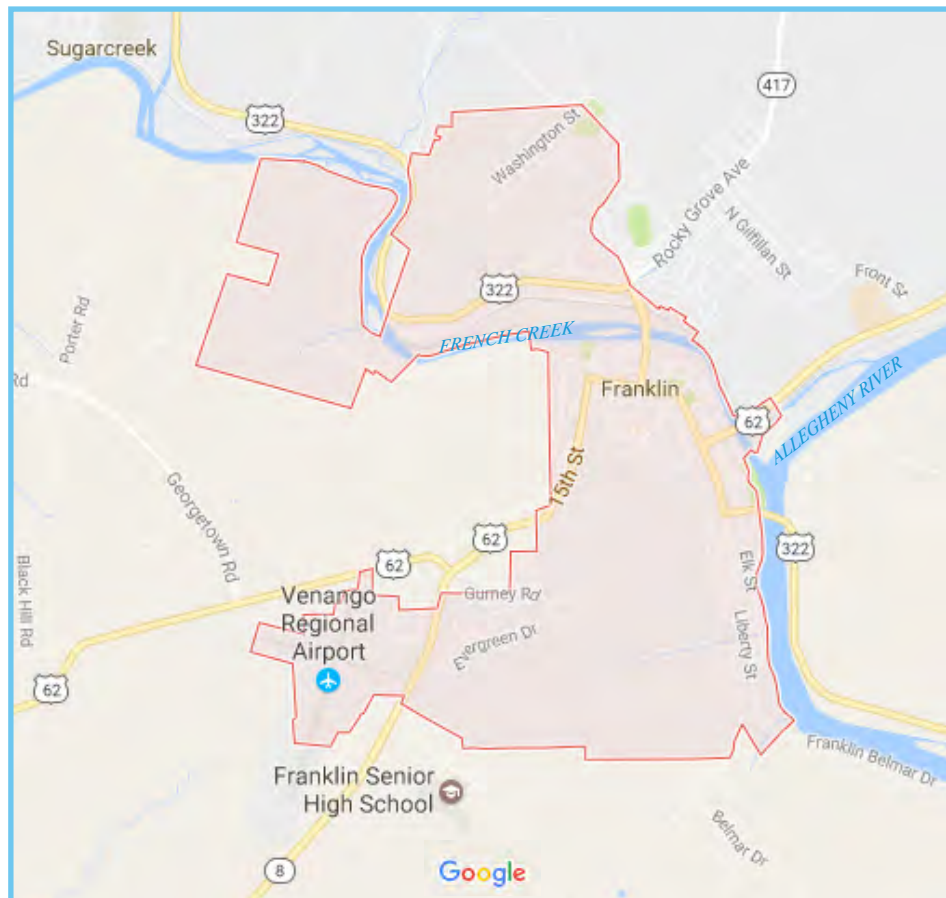 Sugarcreek
322
417
Washington St
Rocky Grove Ave
N Gilfillan St
Front St
322
Porter Rd
FRENCH CREEK
Rd
Franklin
62
ALLEGHENY RIVER
15th St
Georgetown Rd
62
62
322
Black Hill Rd
Elk St
Venango
Regional
Airport
Gurney Rd
Evergreen Dr
Liberty St
62
Franklin Belmar Dr
Franklin Senior
High School
Belmar Dr
8
Google